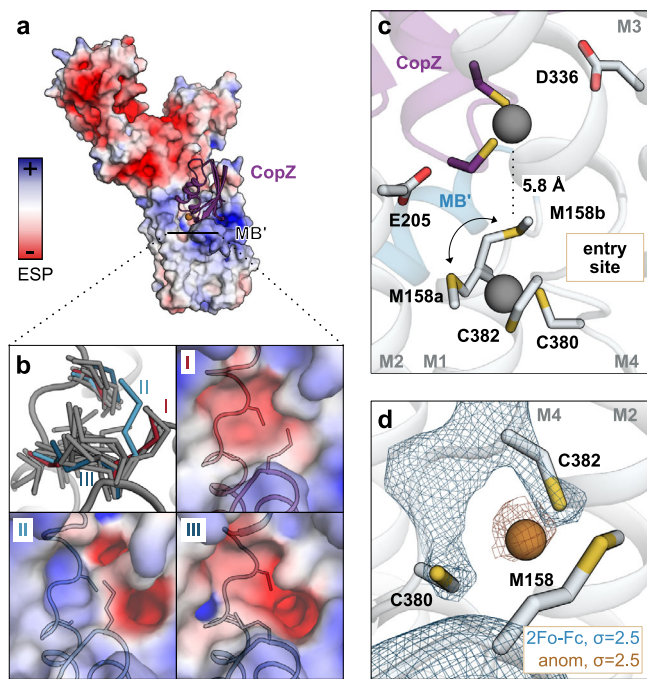 a
+
-
ESP
CopZ
MB'
b
II
I
III
I
II
III
c
M3
CopZ
D336
5.8 Å
E205
MB'
M158b
entry
site
M158a
C382
C380
M2
M1
M4
d
M4
M2
C382
M158
C380
2Fo-Fc, σ=2.5
anom, σ=2.5